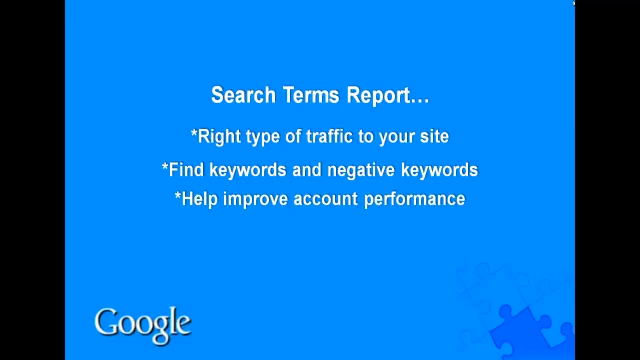 Search Terms Report…
*Right type of traffic to your site
*Find keywords and negative keywords
*Help improve account performance
Google